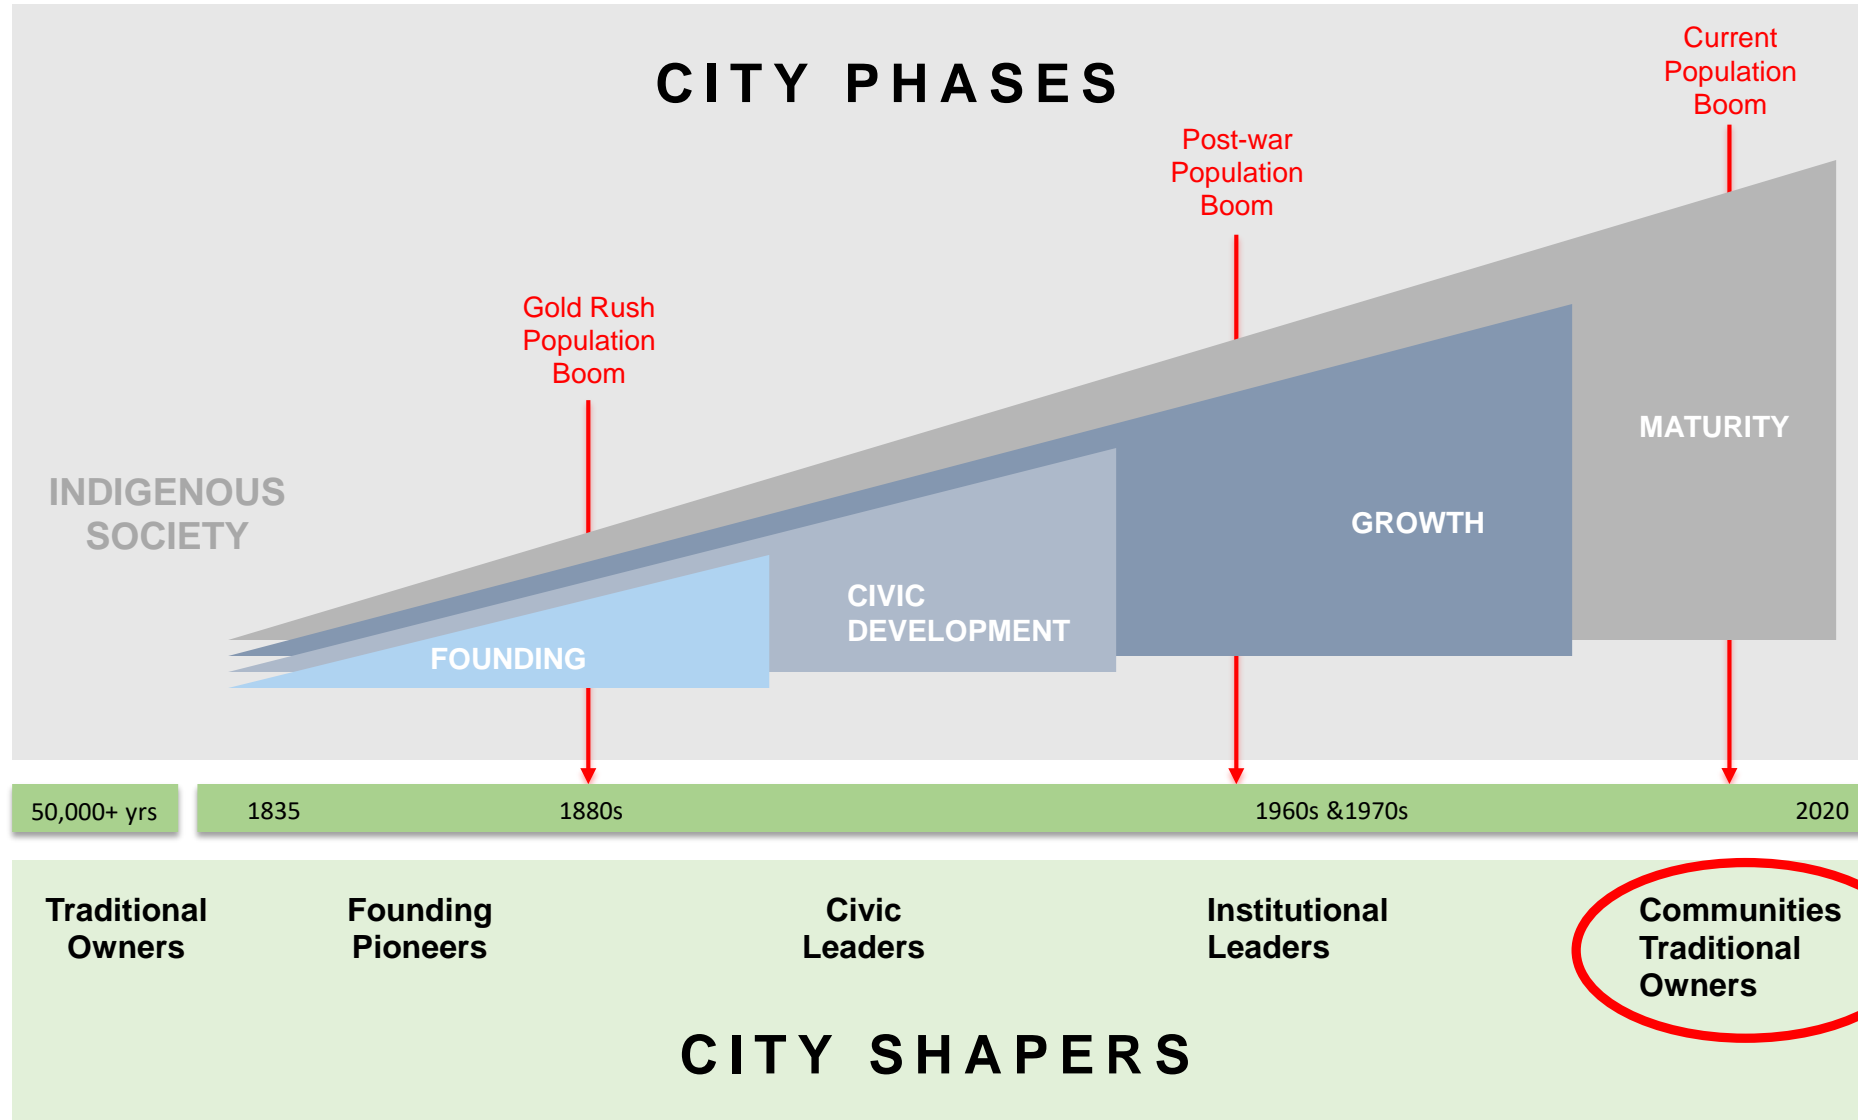 CITY PHASES
Current
Population
Boom
Post-war
Population
Boom
Gold Rush
Population
Boom
INDIGENOUS
SOCIETY
MATURITY
GROWTH
CIVIC
DEVELOPMENT
FOUNDING
50,000+ yrs
1835
1880s
1960s &1970s
2020
Traditional
Owners
Founding
Pioneers
Civic
Leaders
Institutional
Leaders
Communities
Traditional
Owners
CITY SHAPERS